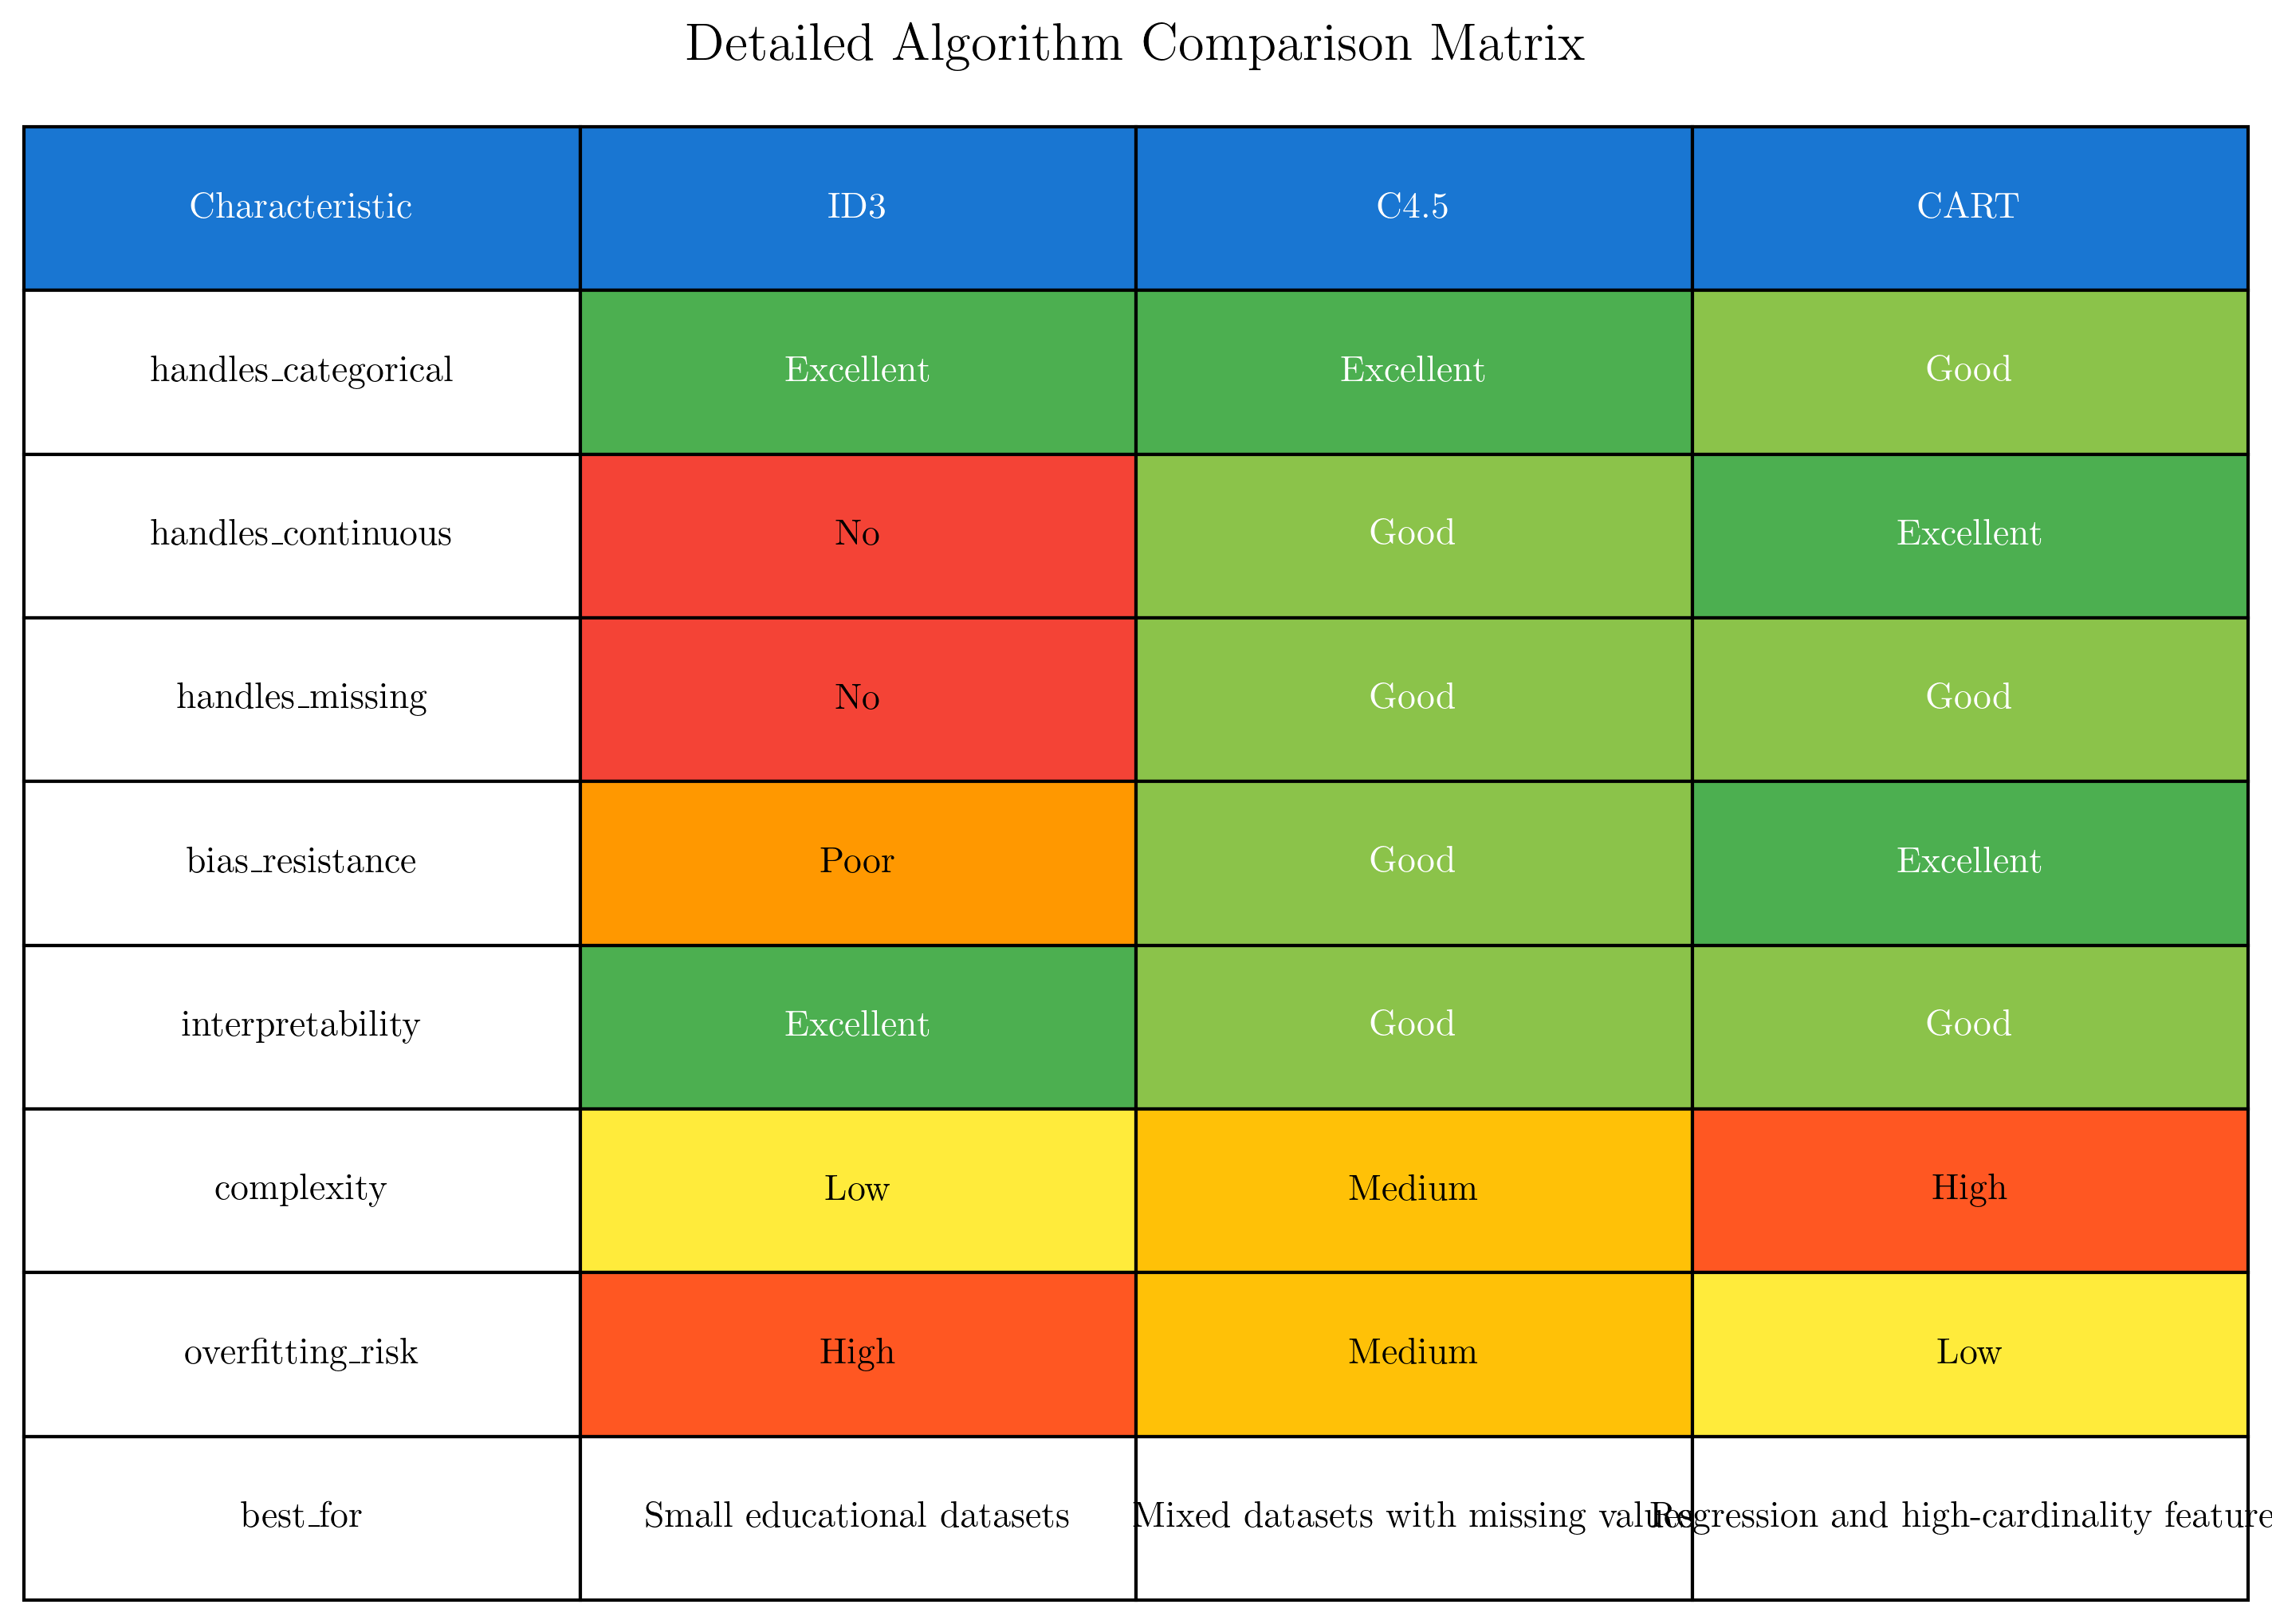 Detailed Algorithm Comparison Matrix
Characteristic ID3 C4.5 CART
handles_categorical Excellent Excellent Good
handles_continuous No Good Excellent
handles_missing No Good Good
bias_resistance Poor Good Excellent
interpretability Excellent Good Good
complexity Low Medium High
overfitting_risk High Medium Low
best_for Small educational datasets Mixed datasets with missing values Regression and high-cardinality feature